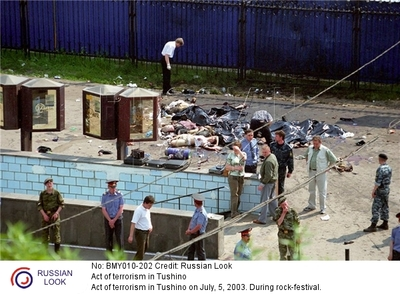 RUSSIAN
LOOK
No: BMY010-202 Credit: Russian Look
Act of terrorism in Tushino
Act of terrorism in Tushino on July, 5, 2003. During rock-festival.